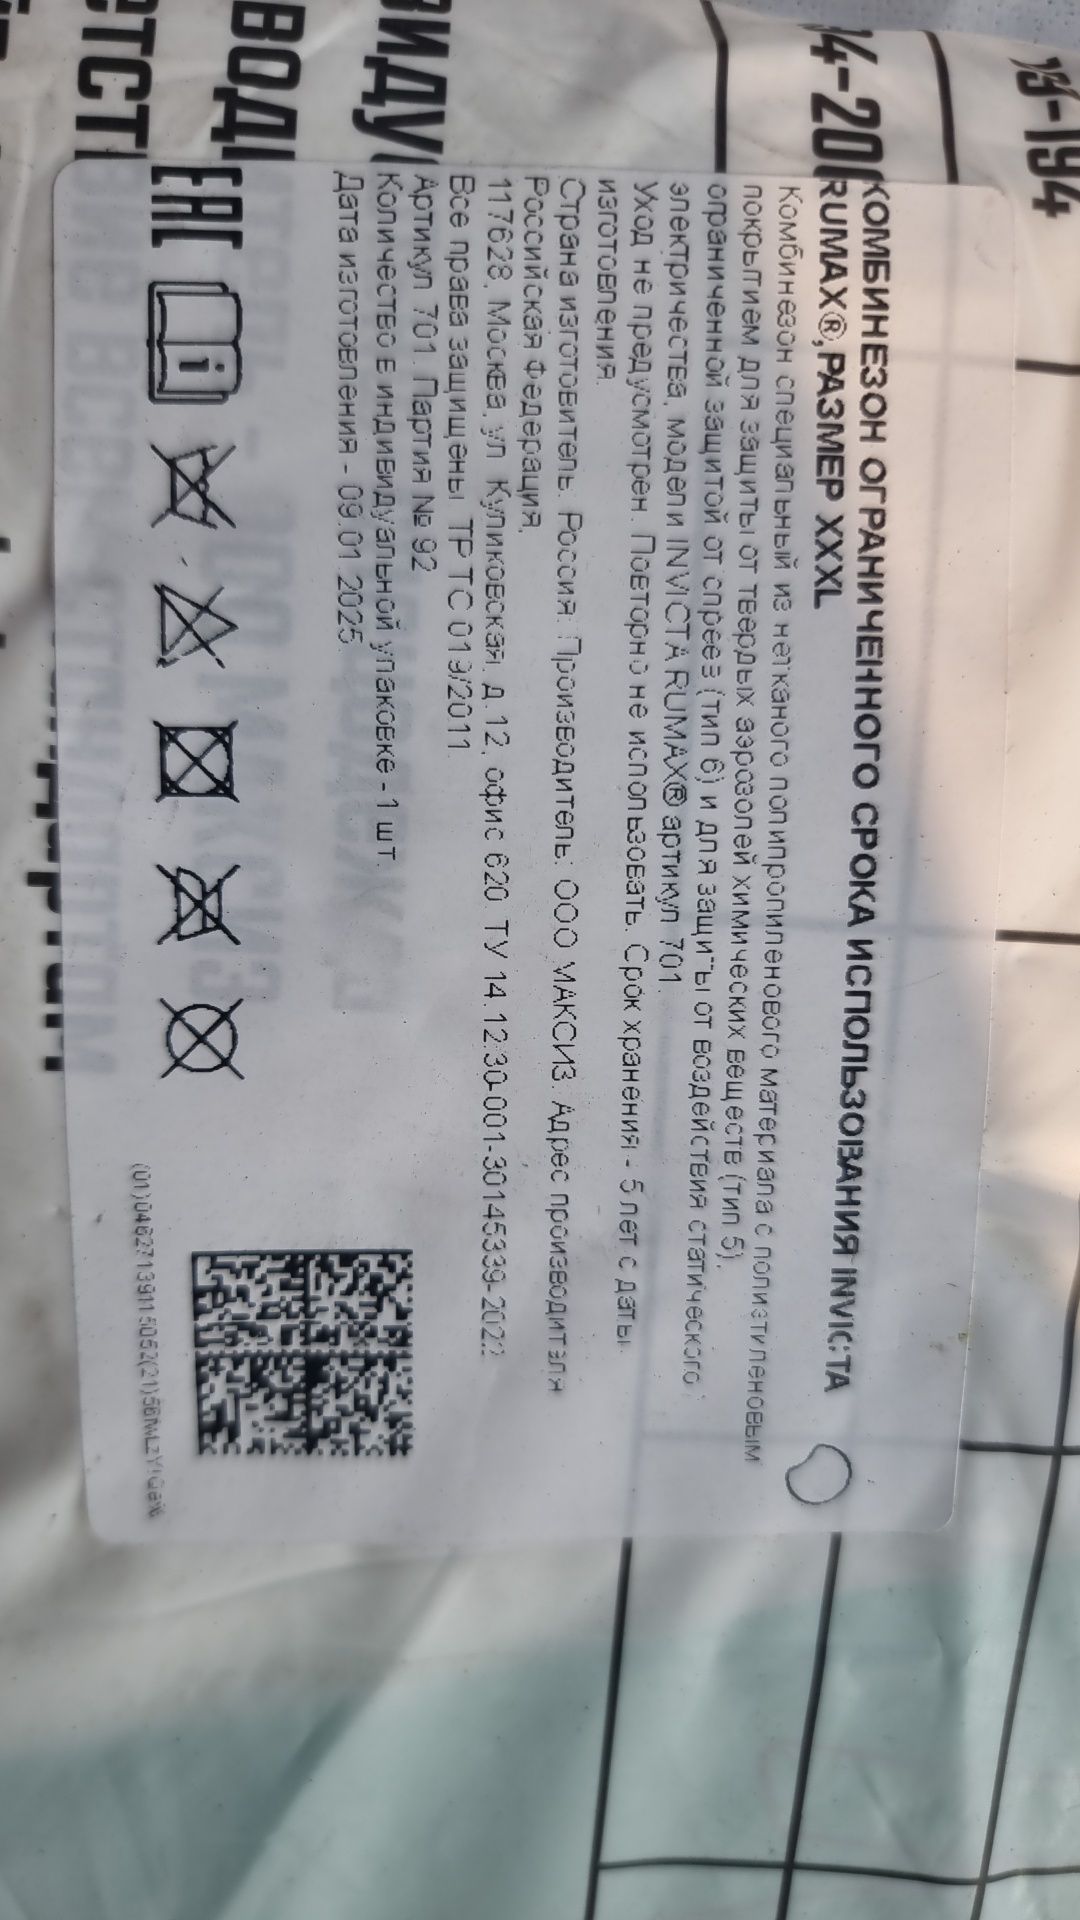 КОМБИНЕЗОН ОГРАНИЧЕННОГО СРОКА ИСПОЛЬЗОВАНИЯ INVICTA
RUMAX®,РАЗМЕР XXXL
Комбинезон специальный из нетканого полипропиленового материала с полиэтиленовым
покрытием для защиты от твердых аэрозолей химических веществ (тип 5),
ограниченной защитой от спреев (тип 6) и для защиты от воздействия статического
электричества, модели INVICTA RUMAX® артикул 701.
Уход не предусмотрен. Повторно не использовать. Срок хранения - 5 лет с даты
изготовления.
Страна изготовитель: Россия. Производитель: ООО МАКСИЗ. Адрес производителя
Российская Федерация,
117628, Москва, ул. Куликовская, д. 12, офис 620. ТУ 14.12.30-001-30145339-2022
Все права защищены. ТР ТС 019/2011
Артикул 701. Партия № 92
Количество в индивидуальной упаковке - 1 шт.
Дата изготовления - 09.01.2025.
EAC